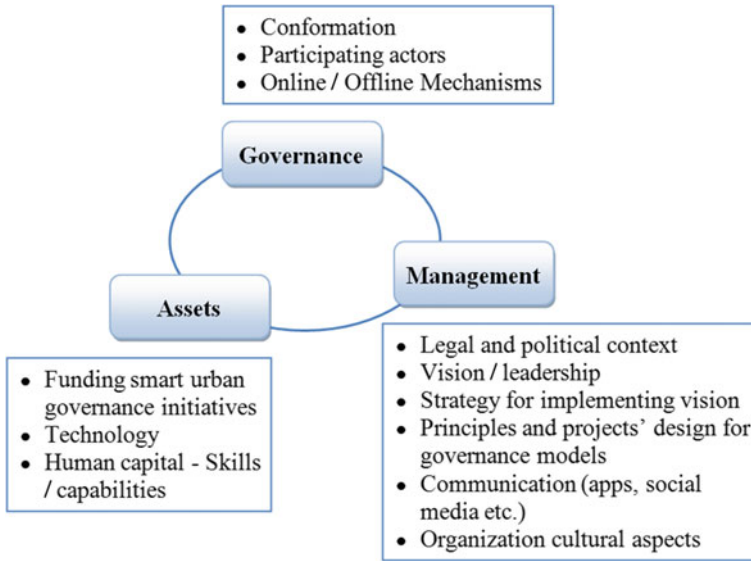 • Conformation
• Participating actors
• Online / Offline Mechanisms
Governance
Management
Assets
• Legal and political context
• Vision / leadership
• Strategy for implementing vision
• Principles and projects’ design for
governance models
• Communication (apps, social
media etc.)
• Organization cultural aspects
• Funding smart urban
governance initiatives
• Technology
• Human capital - Skills
/ capabilities